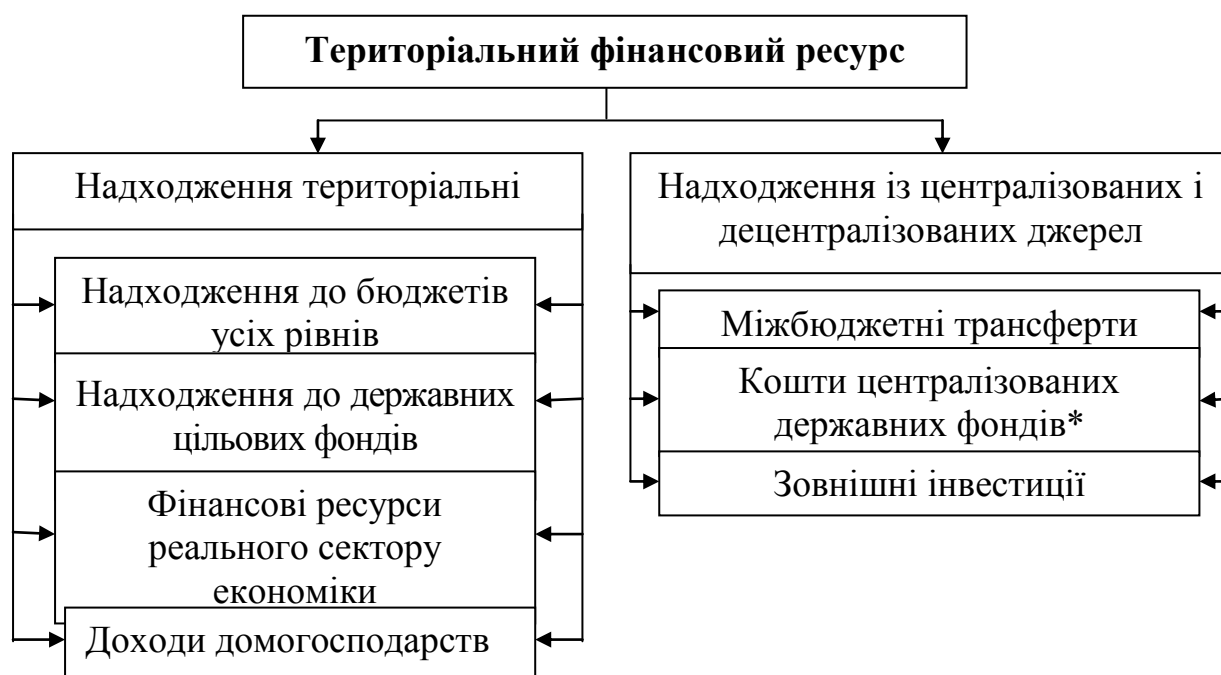 Територіальний фінансовий ресурс
Надходження територіальні
Надходження до бюджетів
усіх рівнів
Надходження до державних
цільових фондів
Фінансові ресурси
реального сектору
економіки
Доходи домогосподарств
Надходження із централізованих і
децентралізованих джерел
Міжбюджетні трансферти
Кошти централізованих
державних фондів*
Зовнішні інвестиції